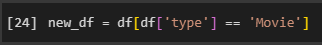 [24] new_df = df[df['type'] == 'Movie']